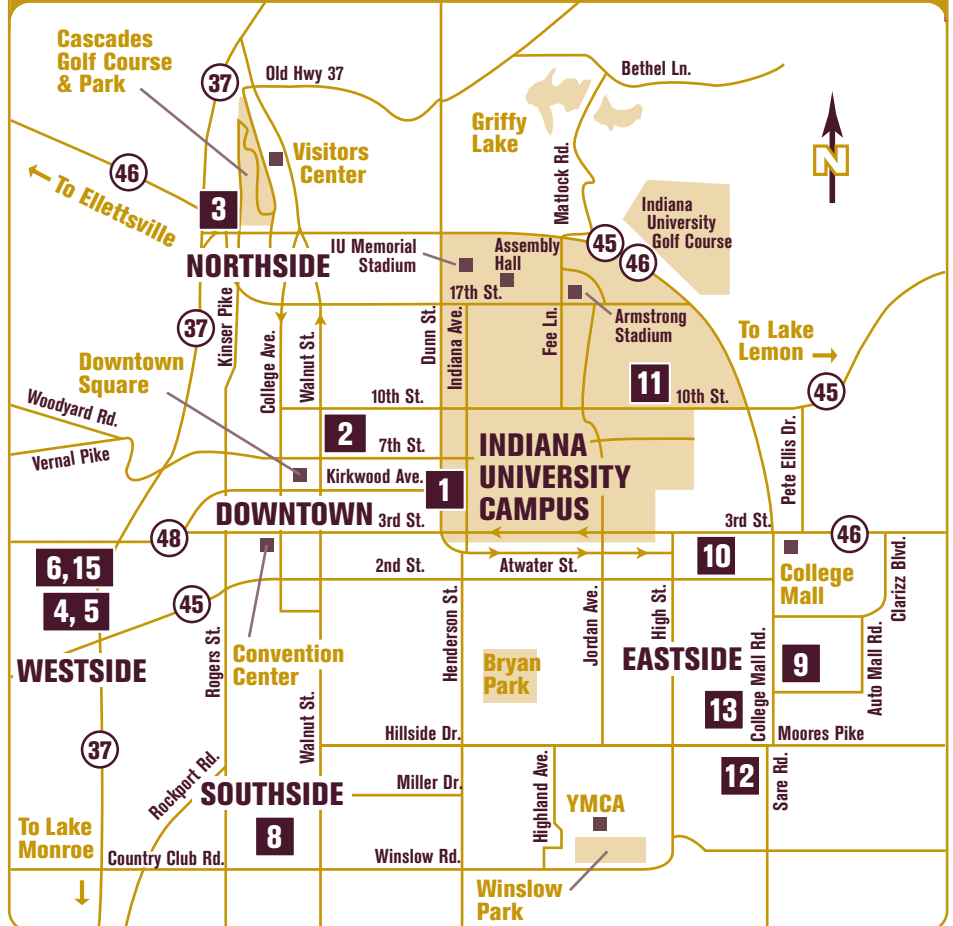 Cascades
Golf Course
& Park
37
Old Hwy 37
Bethel Ln.
Griffy
Lake
N
46
To Ellettsville
Visitors
Center
Matlock Rd.
3
Indiana
University
Golf Course
NORTHSIDE
IU Memorial
Stadium
Assembly
Hall
45
46
17th St.
37
Kinser Pike
College Ave.
Walnut St.
Dunn St.
Indiana Ave.
Fee Ln.
Armstrong
Stadium
To Lake
Lemon
Downtown
Square
11
45
Woodyard Rd.
10th St.
10th St.
2
7th St.
Vernal Pike
INDIANA
UNIVERSITY
CAMPUS
Pete Ellis Dr.
Kirkwood Ave.
1
DOWNTOWN
3rd St.
3rd St.
48
46
6, 15
2nd St.
Atwater St.
10
College
Mall
Clarizz Blvd.
4, 5
45
WESTSIDE
Rogers St.
Convention
Center
Walnut St.
Henderson St.
Bryan
Park
Jordan Ave.
High St.
EASTSIDE
College Mall Rd.
9
Auto Mall Rd.
13
37
Hillside Dr.
Moores Pike
Rockport Rd.
SOUTHSIDE
Miller Dr.
Highland Ave.
YMCA
12
Sare Rd.
8
To Lake
Monroe
Country Club Rd.
Winslow Rd.
Winslow
Park